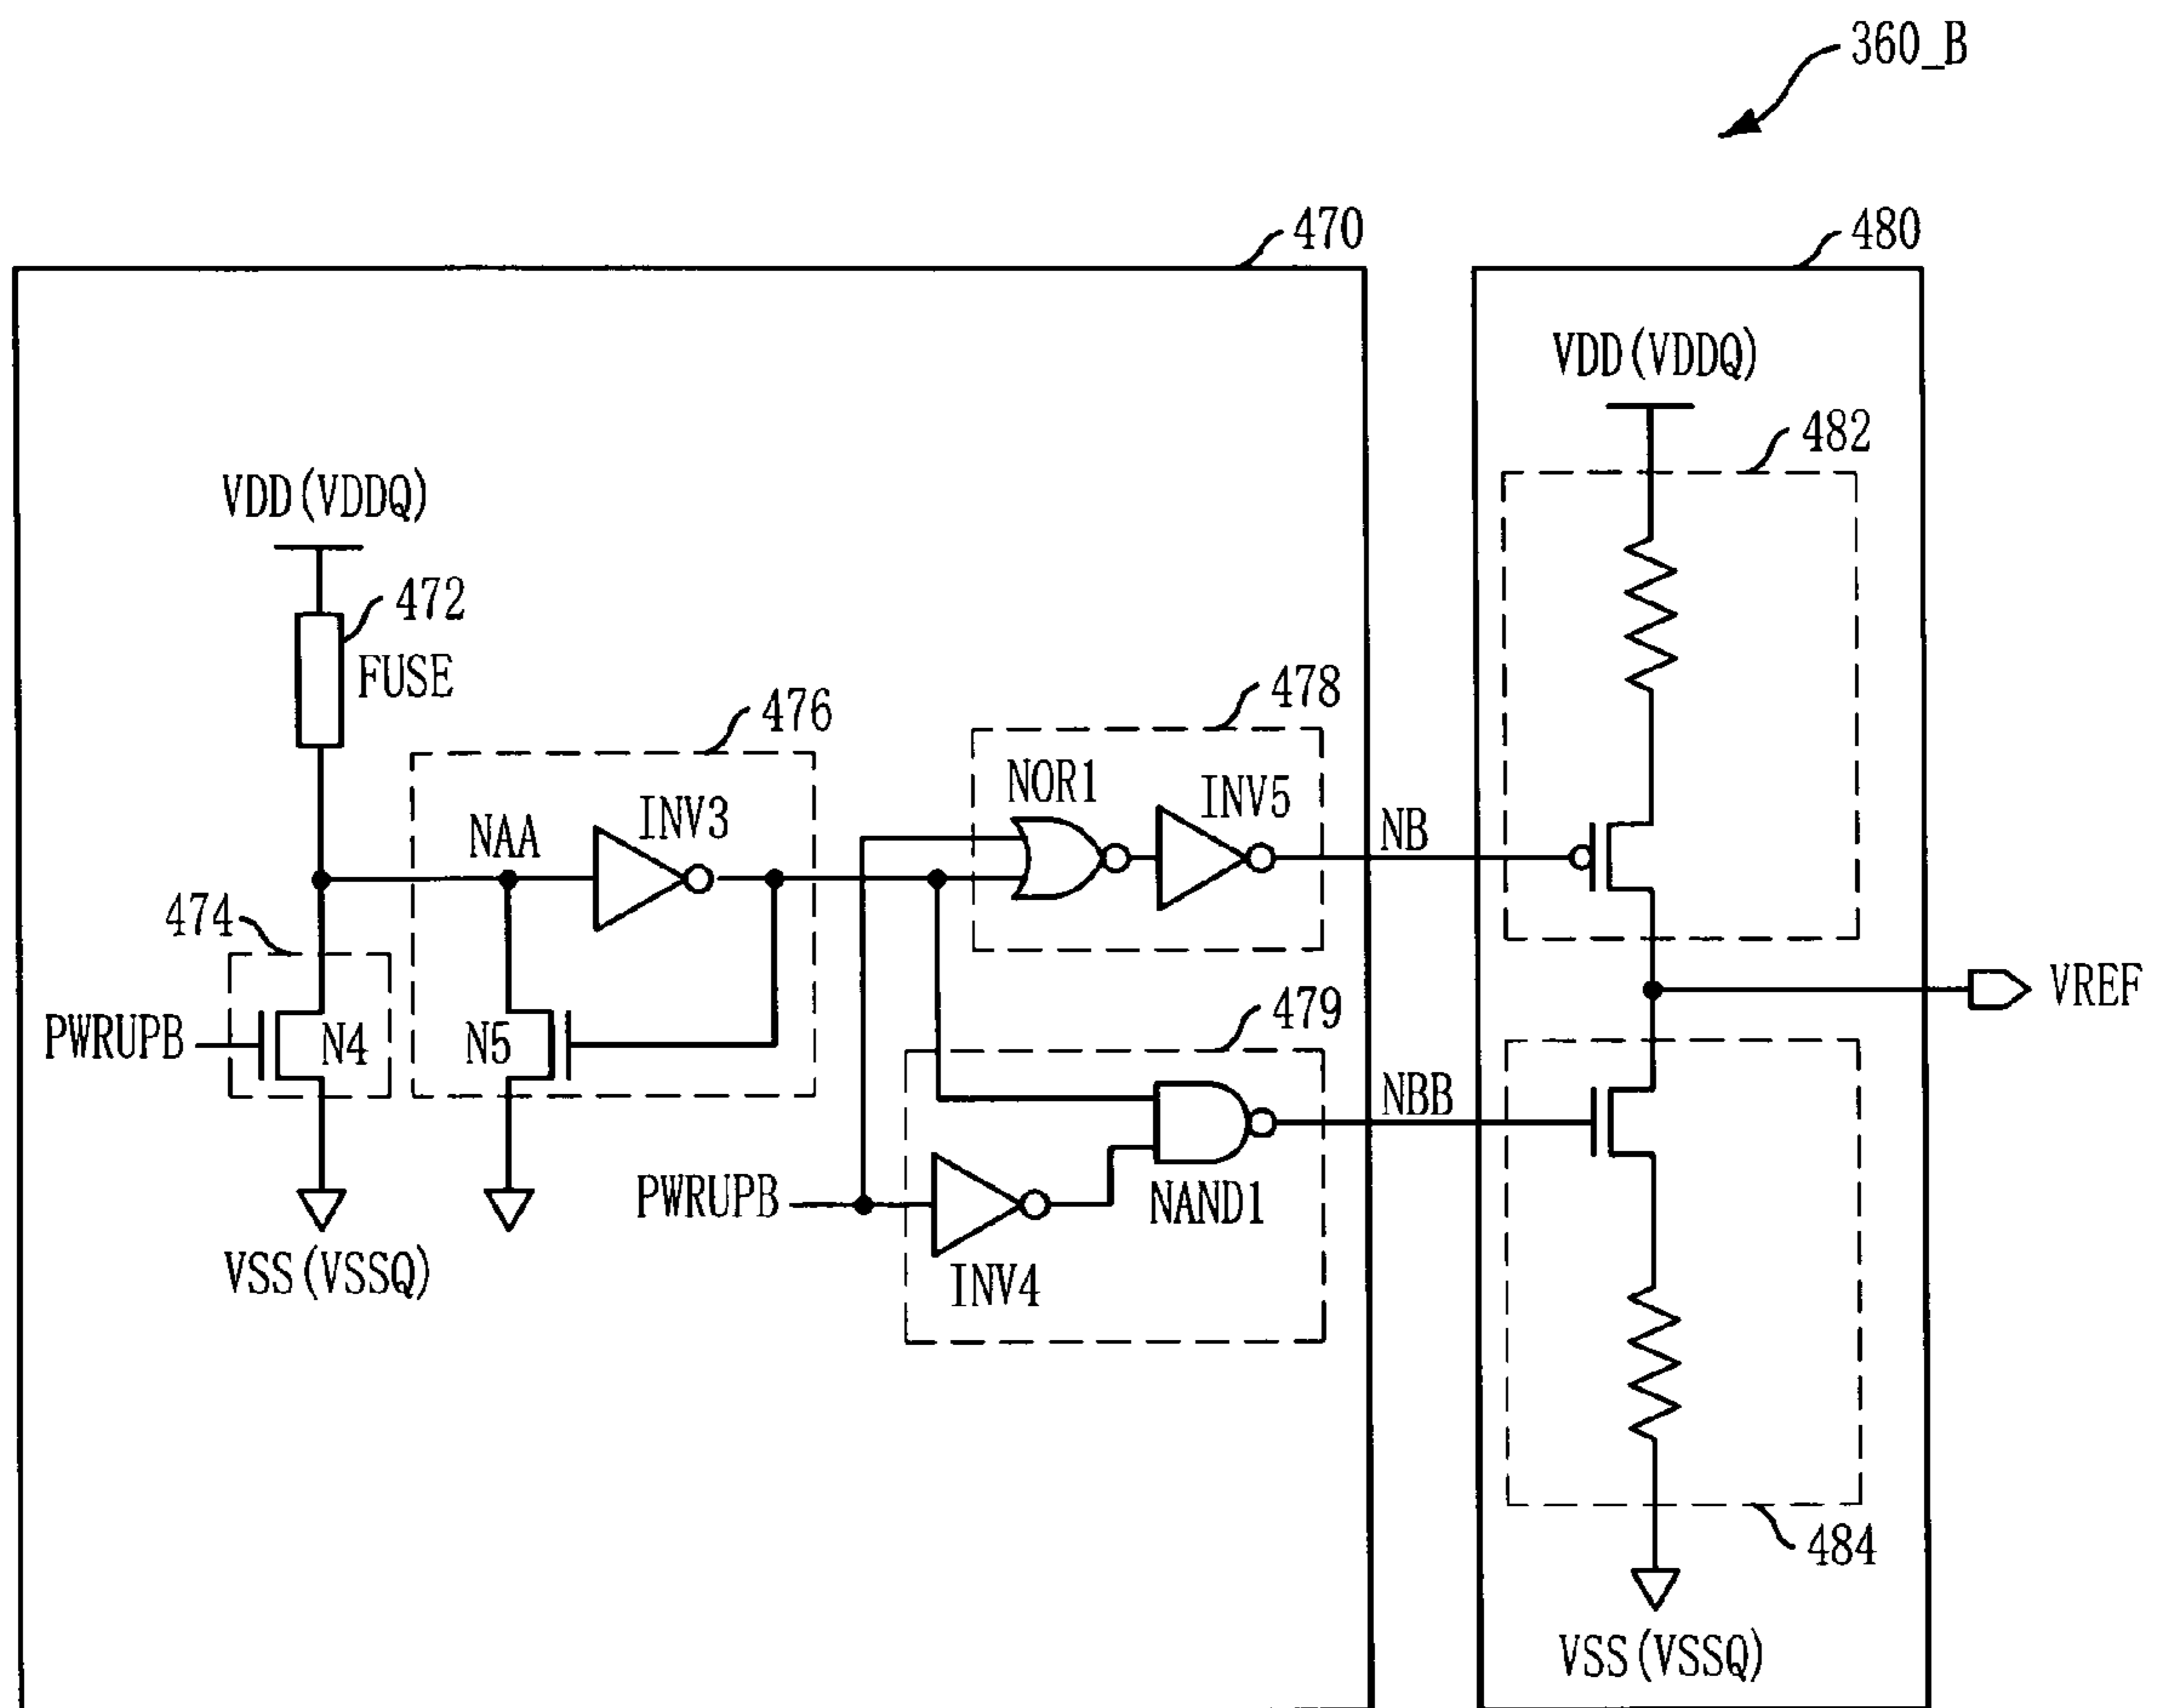 360_B
470
480
VDD(VDDQ)
482
VDD(VDDQ)
472
FUSE
478
476
NOR1
INV5
INV3
NB
NAA
474
VREF
479
PWRUPB
N4
N5
NBB
PWRUPB
NAND1
VSS(VSSQ)
INV4
484
VSS(VSSQ)